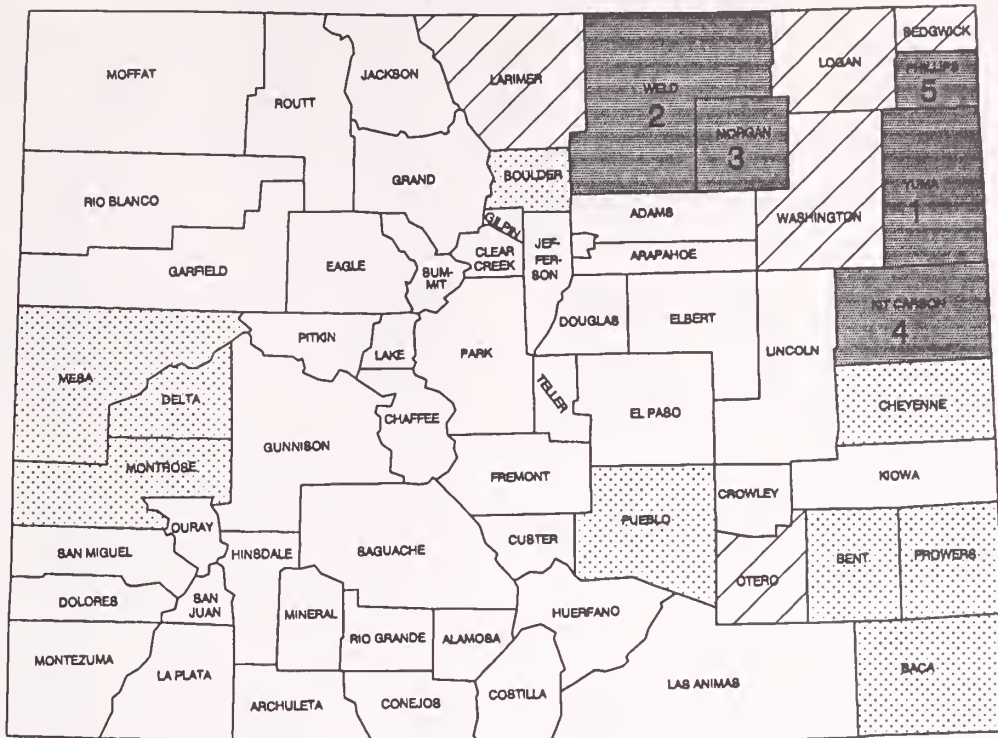 MOFFAT
ROUTT
JACKSON
LARIMER
WELD
2
LOGAN
SEDGWICK
PHILLIPS
5
MORGAN
3
RIO BLANCO
GRAND
BOULDER
ADAMS
WASHINGTON
YUMA
1
GARFIELD
EAGLE
SUM-
MIT
GILPIN
CLEAR
CREEK
JEF-
FER-
SON
ARAPAHOE
MESA
PITKIN
LAKE
PARK
DOUGLAS
ELBERT
LINCOLN
KIT CARSON
4
DELTA
GUNNISON
CHAFFEE
TELLER
EL PASO
CHEYENNE
MONTROSE
FREMONT
CROWLEY
KIOWA
OURAY
SAN MIGUEL
HINSDALE
SAGUACHE
CUSTER
PUEBLO
OTERO
BENT
PROWERS
DOLORES
SAN
JUAN
MINERAL
RIO GRANDE
ALAMOSA
HUERFANO
MONTEZUMA
LA PLATA
ARCHULETA
CONEJOS
COSTILLA
LAS ANIMAS
BACA